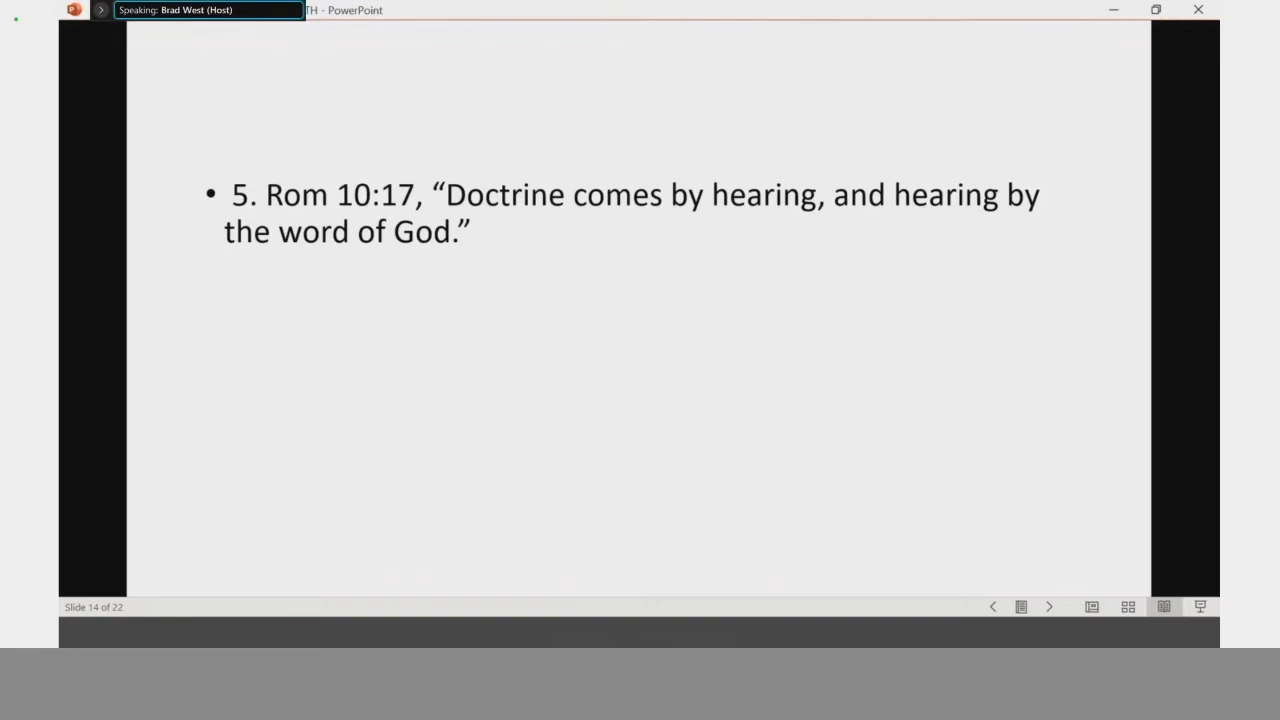 Speaking: Brad West (Host)
TH - PowerPoint
• 5. Rom 10:17, “Doctrine comes by hearing, and hearing by
the word of God.”
Slide 14 of 22